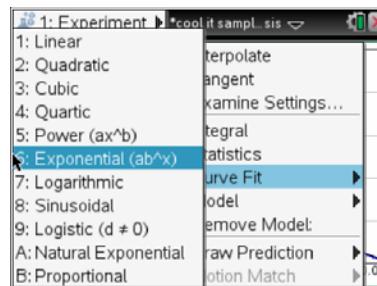 1: Experiment *cool it sampl...sis
1: Linear
2: Quadratic
3: Cubic
4: Quartic
5: Power (ax^b)
6: Exponential (ab^x)
7: Logarithmic
8: Sinusoidal
9: Logistic (d ≠ 0)
A: Natural Exponential
B: Proportional
terpolate
angent
xamine Settings...
tegral
tatistics
urve Fit
odel
emove Model:
raw Prediction
otion Match